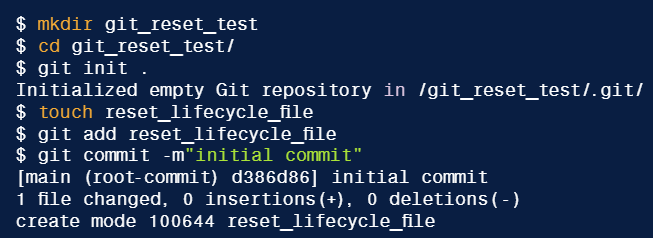 $ mkdir git_reset_test
$ cd git_reset_test/
$ git init .
Initialized empty Git repository in /git_reset_test/.git/
$ touch reset_lifecycle_file
$ git add reset_lifecycle_file
$ git commit -m"initial commit"
[main (root-commit) d386d86] initial commit
1 file changed, 0 insertions(+), 0 deletions(-)
create mode 100644 reset_lifecycle_file